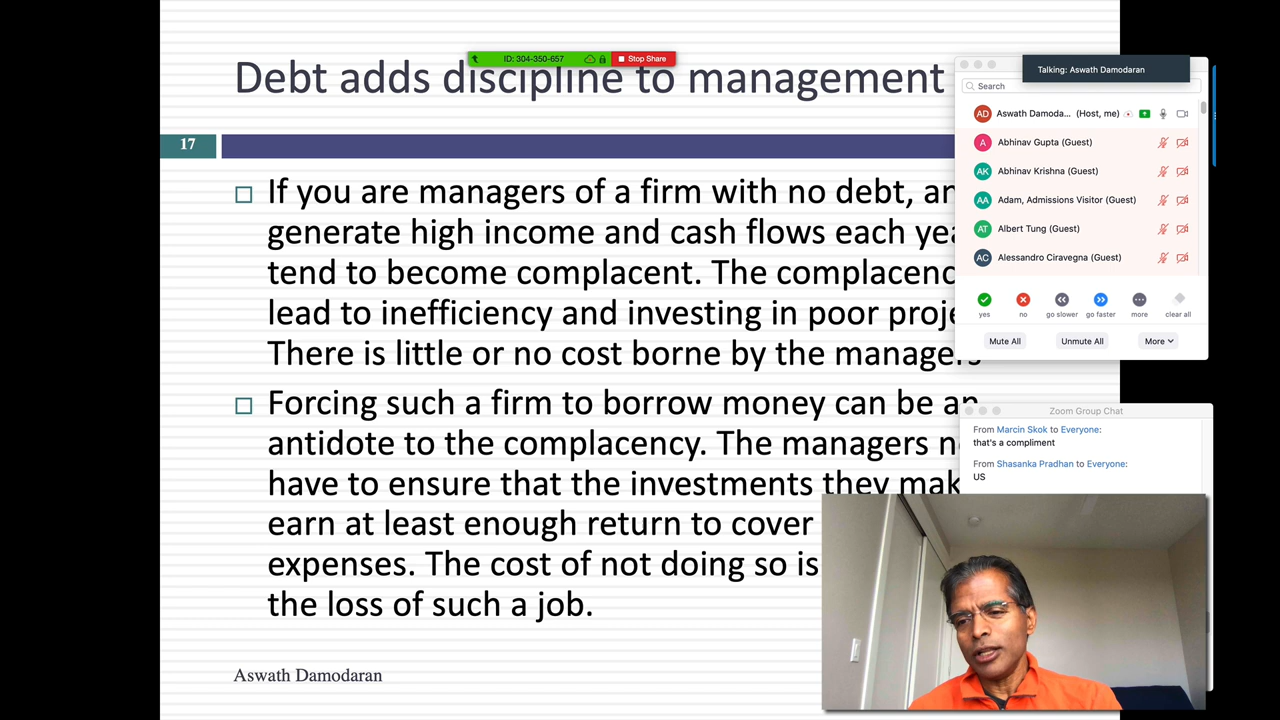 ID: 304-350-657
Stop Share
Debt adds discipline to management
17
If you are managers of a firm with no debt, an
generate high income and cash flows each yea
tend to become complacent. The complacenc
lead to inefficiency and investing in poor proje
There is little or no cost borne by the managers
Forcing such a firm to borrow money can be an
antidote to the complacency. The managers n
have to ensure that the investments they mak
earn at least enough return to cover
expenses. The cost of not doing so is
the loss of such a job.
Aswath Damodaran
Talking: Aswath Damodaran
Search
AD Aswath Damoda... (Host, me)
A Abhinav Gupta (Guest)
AK Abhinav Krishna (Guest)
AA Adam, Admissions Visitor (Guest)
AT Albert Tung (Guest)
AC Alessandro Ciravegna (Guest)
yes no go slower go faster more clear all
Mute All Unmute All More
Zoom Group Chat
From Marcin Skok to Everyone:
that's a compliment
From Shasanka Pradhan to Everyone:
US